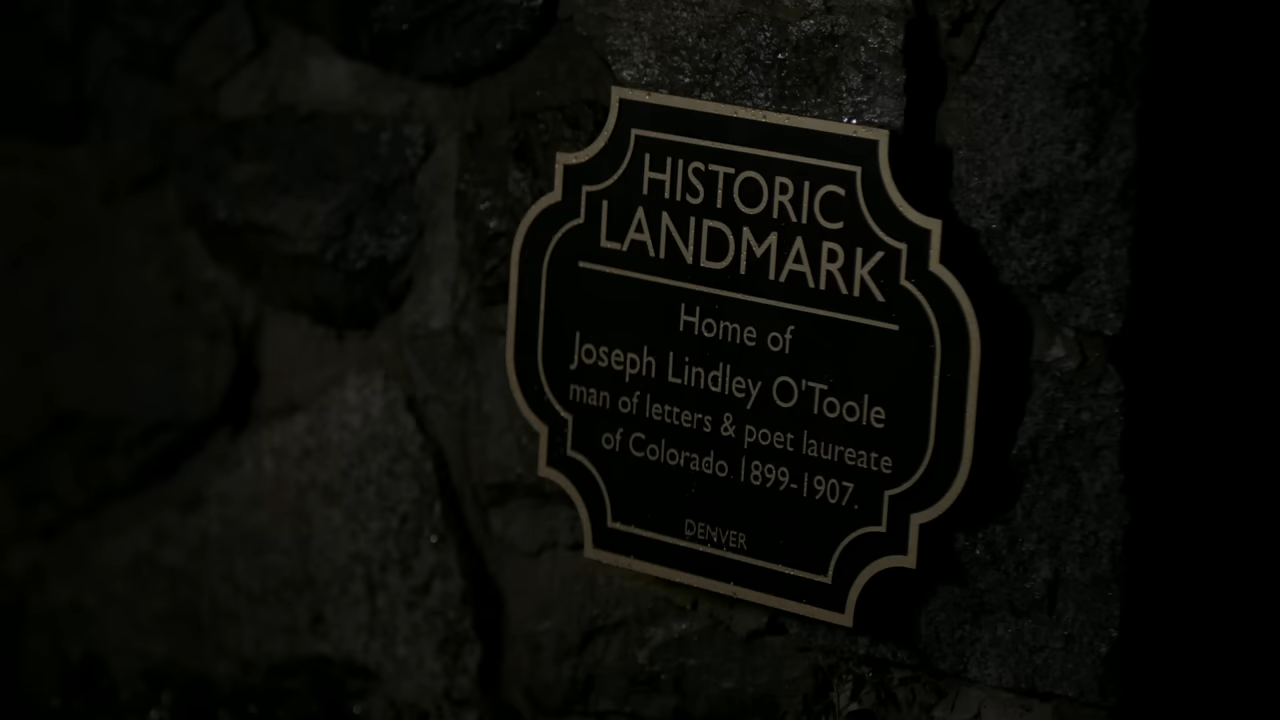 HISTORIC
LANDMARK
Home of
Joseph Lindley O'Toole
man of letters & poet laureate
of Colorado 1899-1907.
DENVER